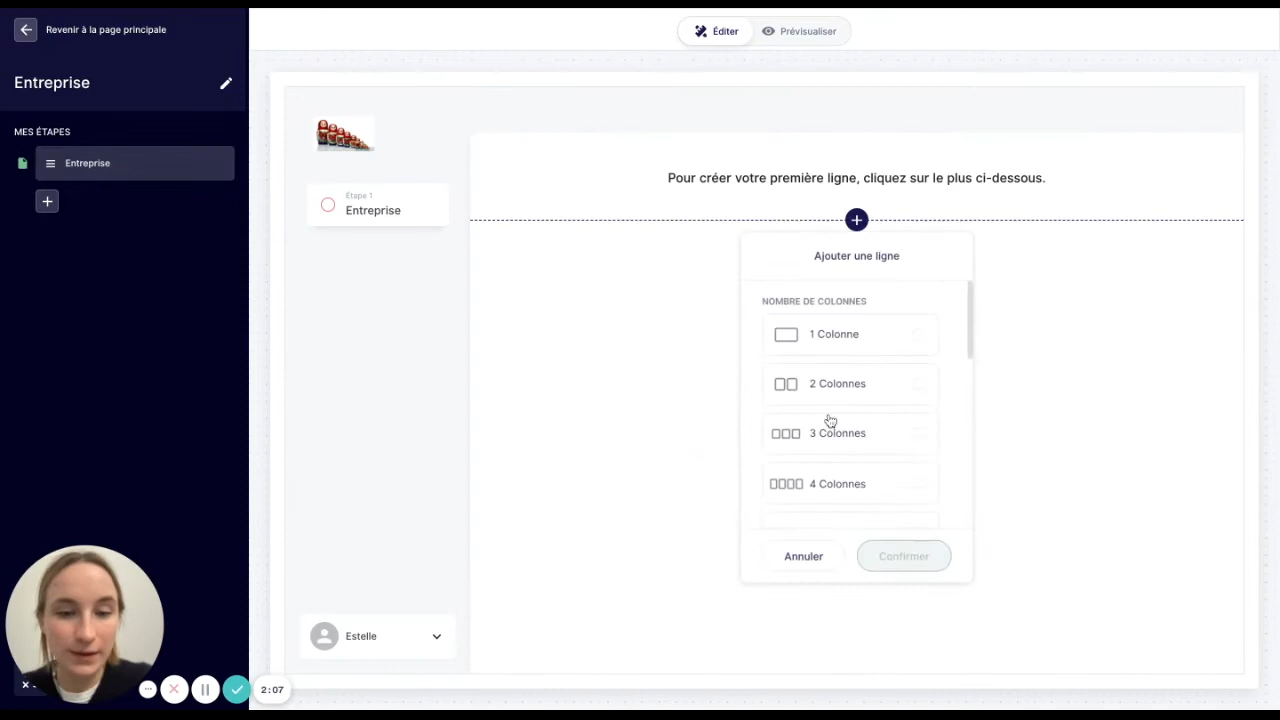 Revenir à la page principale
Éditer
Prévisualiser
Entreprise
MES ÉTAPES
Entreprise
Étape 1
Entreprise
Pour créer votre première ligne, cliquez sur le plus ci-dessous.
Ajouter une ligne
NOMBRE DE COLONNES
1 Colonne
2 Colonnes
3 Colonnes
4 Colonnes
Annuler
Confirmer
Estelle
2:07